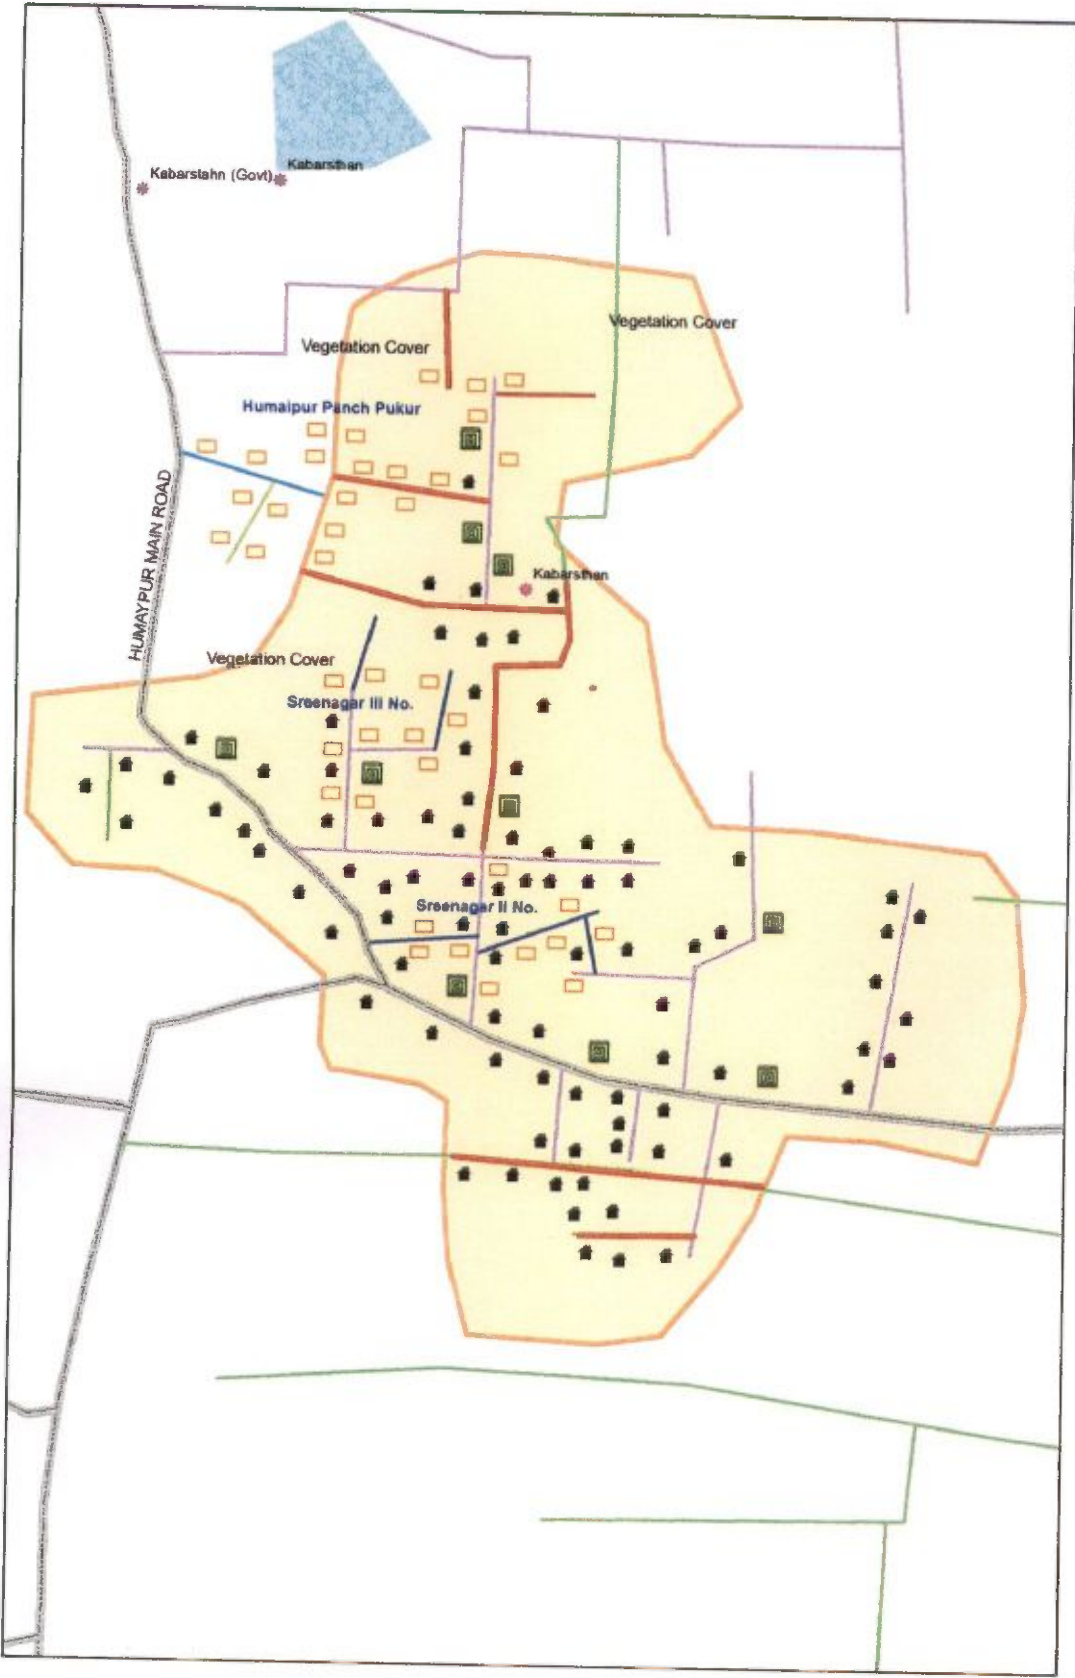 Kabarsthan
Kabarstahn (Govt)
Vegetation Cover
Vegetation Cover
Humaipur Panch Pukur
HUMAYPUR MAIN ROAD
Kabarsthan
Vegetation Cover
Sreenagar III No.
Sreenagar II No.